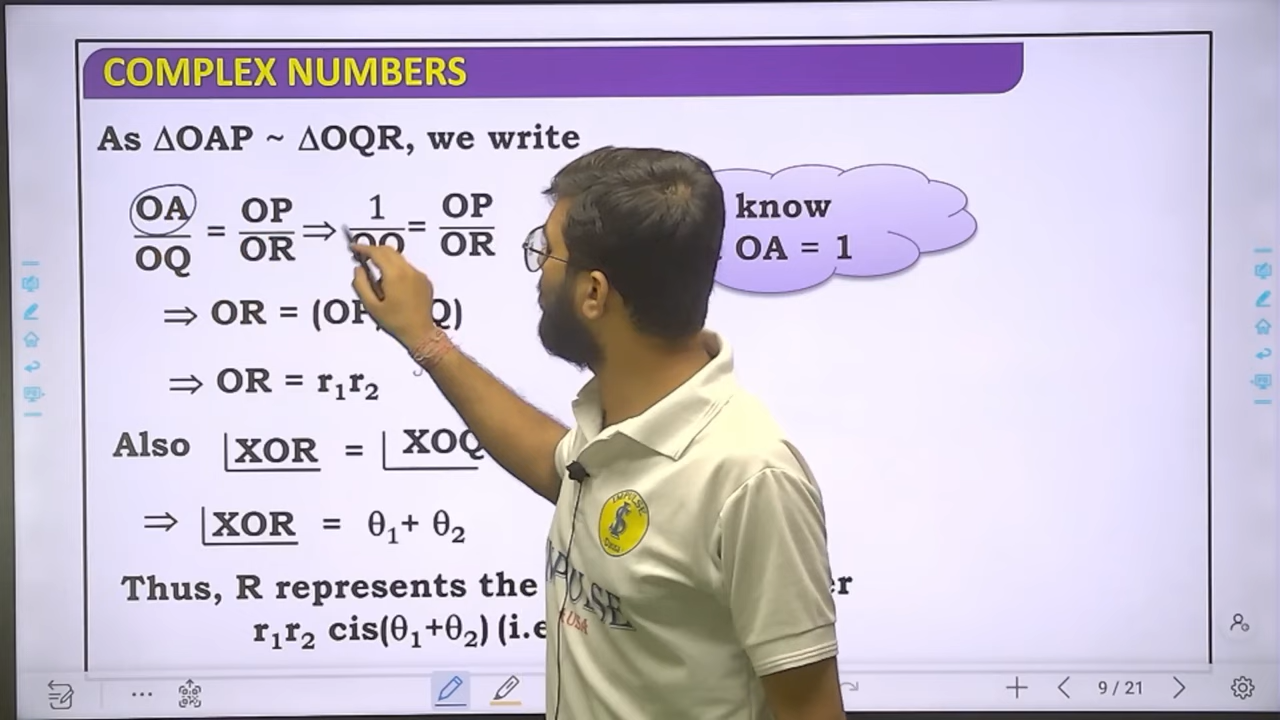 COMPLEX NUMBERS
As ΔOAP ~ ΔOQR, we write
OA/OQ = OP/OR ⇒ 1/OQ = OP/OR
know
OA = 1
⇒ OR = (OP Q)
⇒ OR = r₁r₂
Also ⌊XOR = ⌊XOQ
⇒ ⌊XOR = θ₁+ θ₂
Thus, R represents the
r₁r₂ cis(θ₁+θ₂) (i.e
IMPULSE
9 / 21